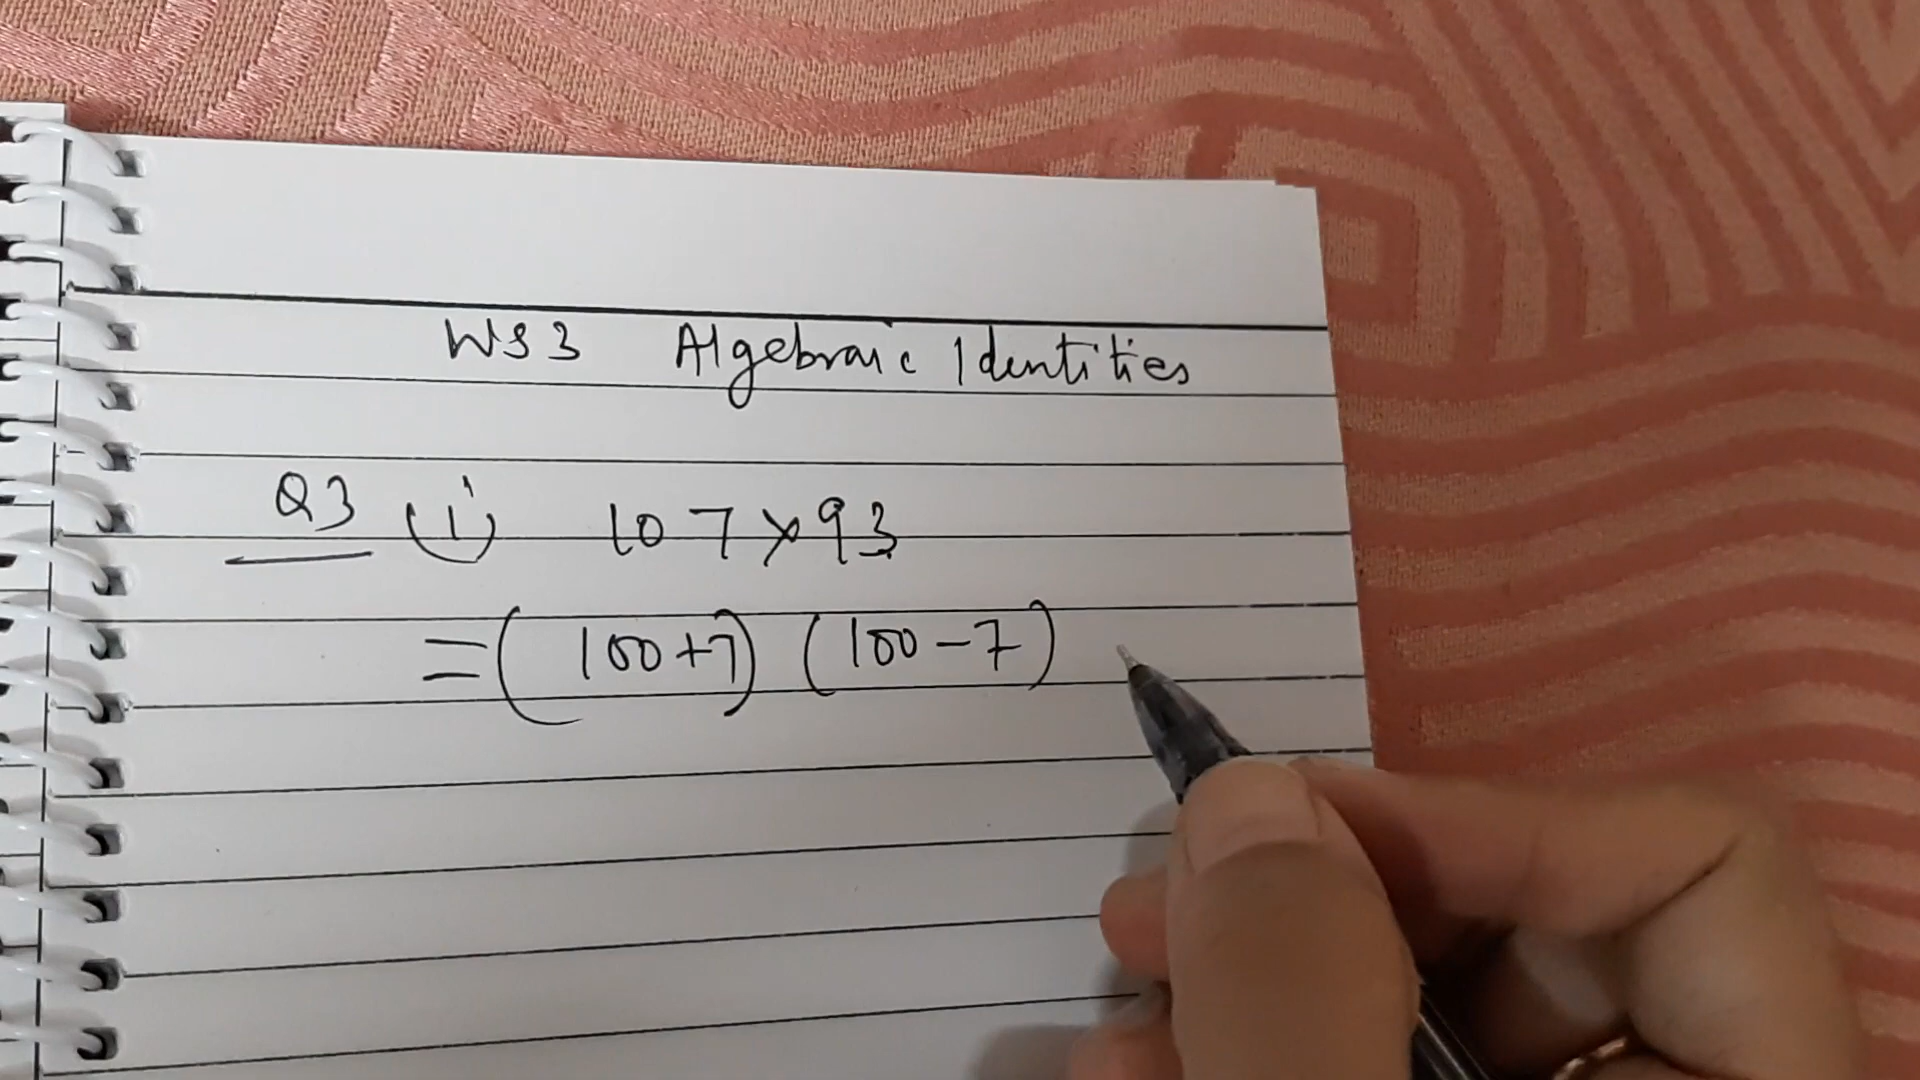 WS3 Algebraic Identities
Q3 (i) 107×93
=(100+7) (100-7)